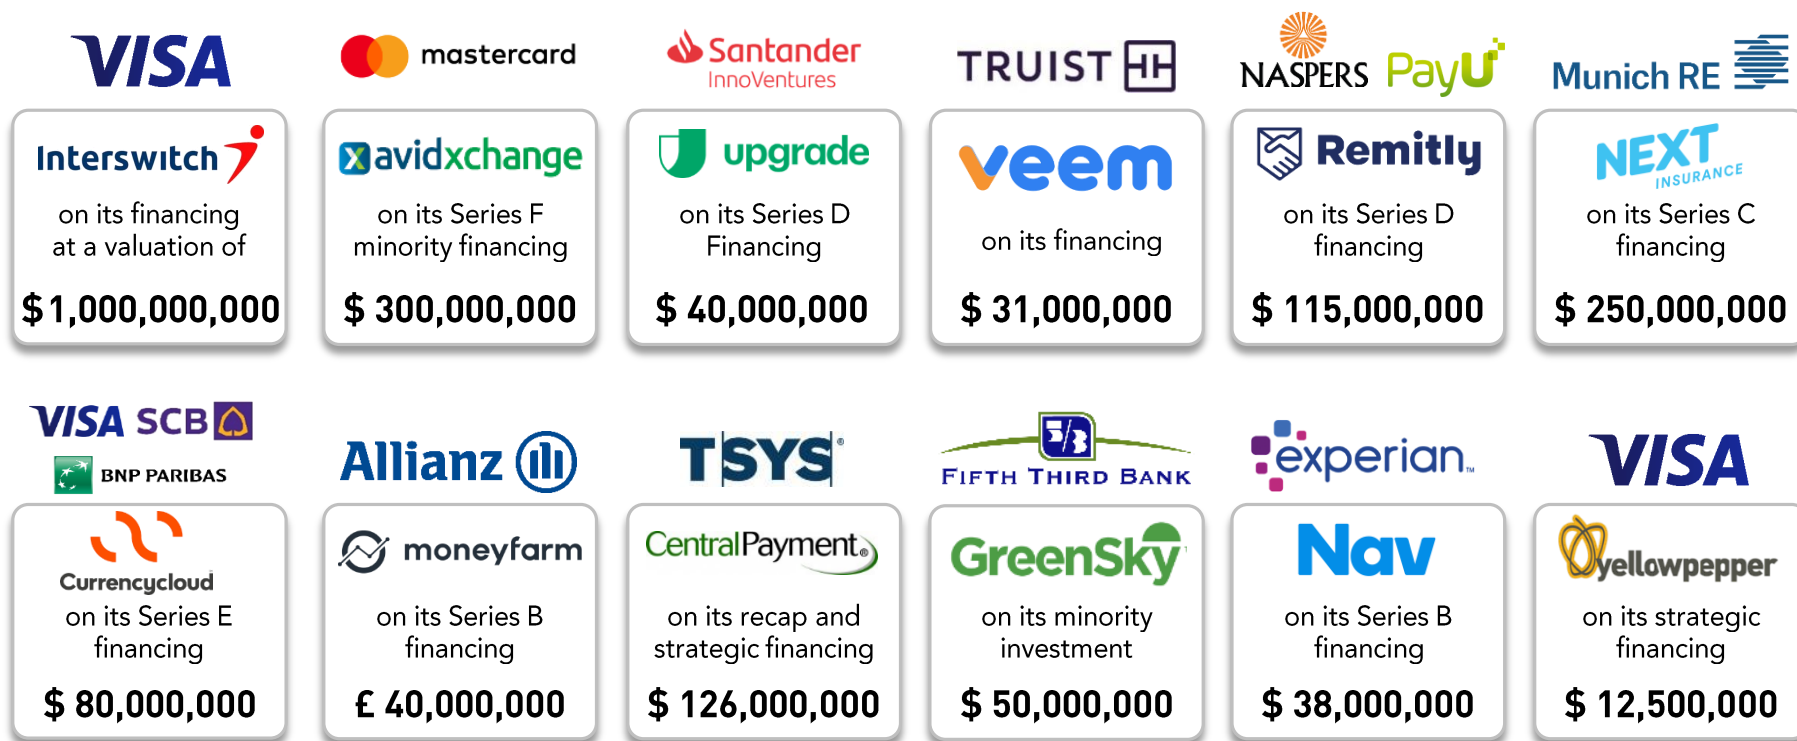 VISA
mastercard
Santander
InnoVentures
TRUIST
NASPERS PayU
Munich RE
Interswitch
on its financing
at a valuation of
$1,000,000,000
avidxchange
on its Series F
minority financing
$ 300,000,000
upgrade
on its Series D
Financing
$ 40,000,000
veem
on its financing
$ 31,000,000
Remitly
on its Series D
financing
$ 115,000,000
NEXT
INSURANCE
on its Series C
financing
$ 250,000,000
VISA SCB
BNP PARIBAS
Allianz
TSYS®
5/3
FIFTH THIRD BANK
experian™
VISA
Currencycloud
on its Series E
financing
$ 80,000,000
moneyfarm
on its Series B
financing
£ 40,000,000
CentralPayment®
on its recap and
strategic financing
$ 126,000,000
GreenSky
on its minority
investment
$ 50,000,000
Nav
on its Series B
financing
$ 38,000,000
yellowpepper
on its strategic
financing
$ 12,500,000